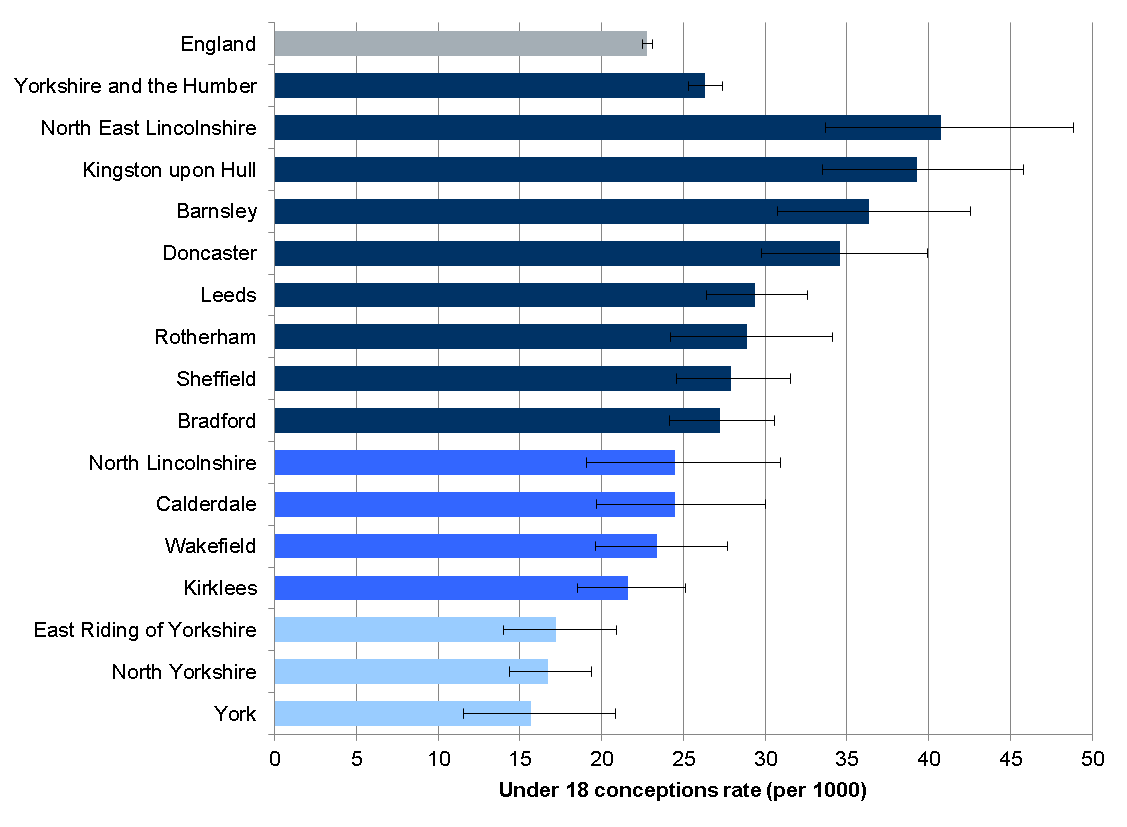 England
Yorkshire and the Humber
North East Lincolnshire
Kingston upon Hull
Barnsley
Doncaster
Leeds
Rotherham
Sheffield
Bradford
North Lincolnshire
Calderdale
Wakefield
Kirklees
East Riding of Yorkshire
North Yorkshire
York
0 5 10 15 20 25 30 35 40 45 50
Under 18 conceptions rate (per 1000)